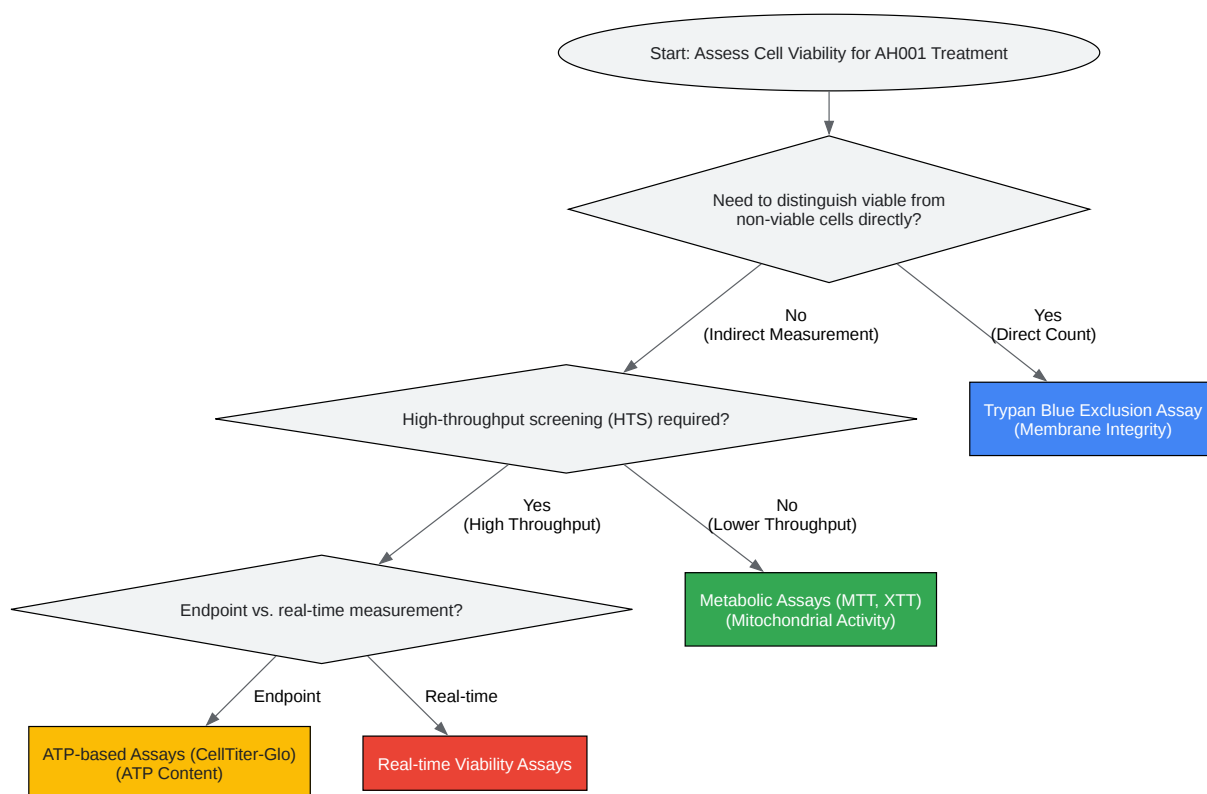 Start: Assess Cell Viability for AH001 Treatment
Need to distinguish viable from
non-viable cells directly?
No
(Indirect Measurement)
Yes
(Direct Count)
High-throughput screening (HTS) required?
Trypan Blue Exclusion Assay
(Membrane Integrity)
Yes
(High Throughput)
No
(Lower Throughput)
Endpoint vs. real-time measurement?
Metabolic Assays (MTT, XTT)
(Mitochondrial Activity)
Endpoint
Real-time
ATP-based Assays (CellTiter-Glo)
(ATP Content)
Real-time Viability Assays